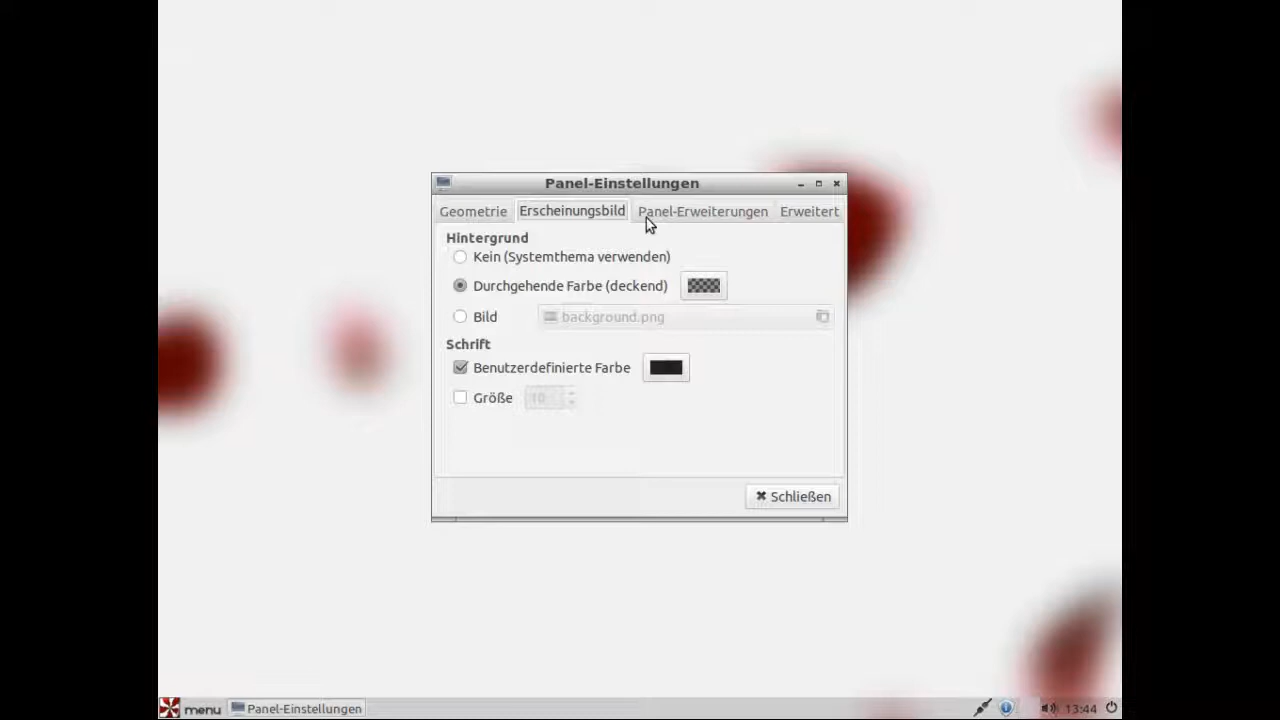 Panel-Einstellungen
Geometrie Erscheinungsbild Panel-Erweiterungen Erweitert
Hintergrund
Kein (Systemthema verwenden)
Durchgehende Farbe (deckend)
Bild background.png
Schrift
Benutzerdefinierte Farbe
Größe 10
Schließen
menu Panel-Einstellungen 13:44